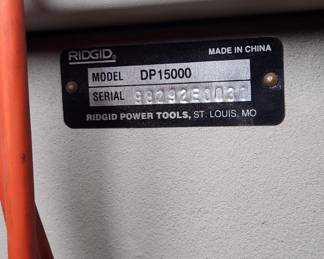 RIDGID® MADE IN CHINA
MODEL DP15000
SERIAL
RIDGID POWER TOOLS, ST. LOUIS, MO